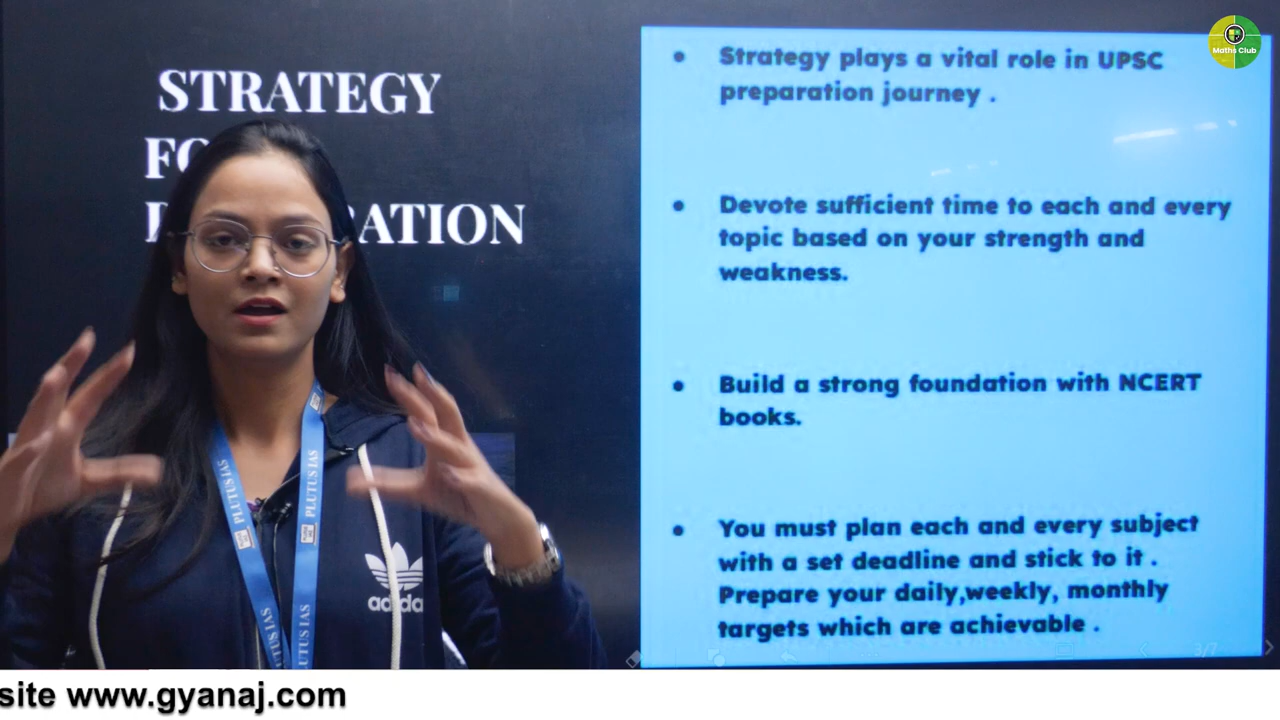 STRATEGY
Maths Club
• Strategy plays a vital role in UPSC
preparation journey .
• Devote sufficient time to each and every
topic based on your strength and
weakness.
• Build a strong foundation with NCERT
books.
• You must plan each and every subject
with a set deadline and stick to it .
Prepare your daily,weekly, monthly
targets which are achievable .
3/7
PLUTUS IAS
PLUTUS IAS
adidas
site www.gyanaj.com